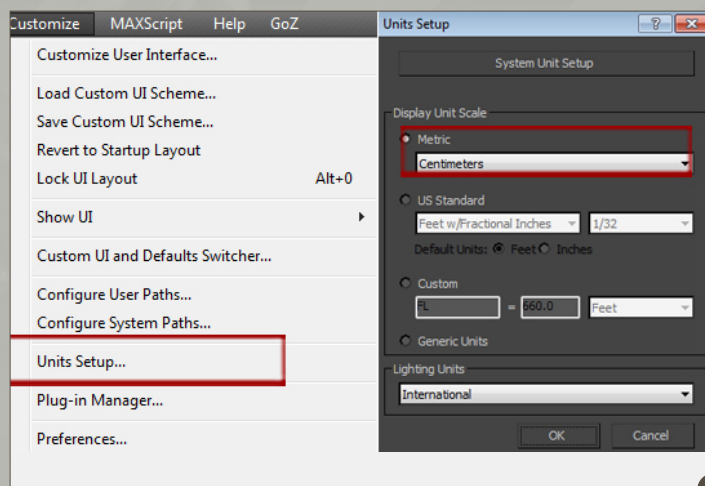 Customize MAXScript Help GoZ
Customize User Interface...
Load Custom UI Scheme...
Save Custom UI Scheme...
Revert to Startup Layout
Lock UI Layout Alt+0
Show UI
Custom UI and Defaults Switcher...
Configure User Paths...
Configure System Paths...
Units Setup...
Plug-in Manager...
Preferences...
Units Setup
System Unit Setup
Display Unit Scale
Metric
Centimeters
US Standard
Feet w/Fractional Inches 1/32
Default Units: Feet Inches
Custom
FL = 660.0 Feet
Generic Units
Lighting Units
International
OK Cancel